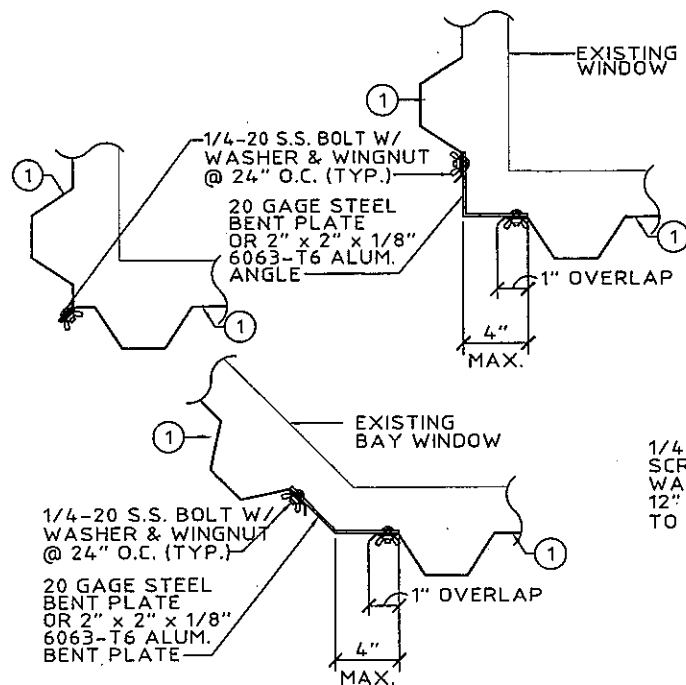 EXISTING
WINDOW
1
1/4-20 S.S. BOLT W/
WASHER & WINGNUT
@ 24" O.C. (TYP.)
20 GAGE STEEL
BENT PLATE
OR 2" x 2" x 1/8"
6063-T6 ALUM.
ANGLE
1
1
1
1" OVERLAP
4"
MAX.
EXISTING
BAY WINDOW
1
1/4-20 S.S. BOLT W/
WASHER & WINGNUT
@ 24" O.C. (TYP.)
20 GAGE STEEL
BENT PLATE
OR 2" x 2" x 1/8"
6063-T6 ALUM.
BENT PLATE
1
1" OVERLAP
4"
MAX.
1/4
SCR
WA
12"
TO